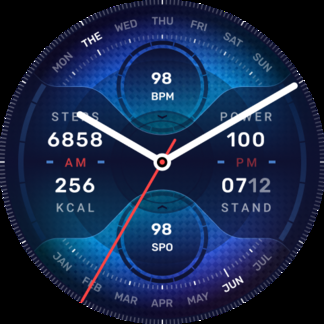 MON THE WED THU FRI SAT SUN
98
BPM
STEPS
6858
AM
256
KCAL
POWER
100
PM
0712
STAND
98
SPO
JAN FEB MAR APR MAY JUN JUL